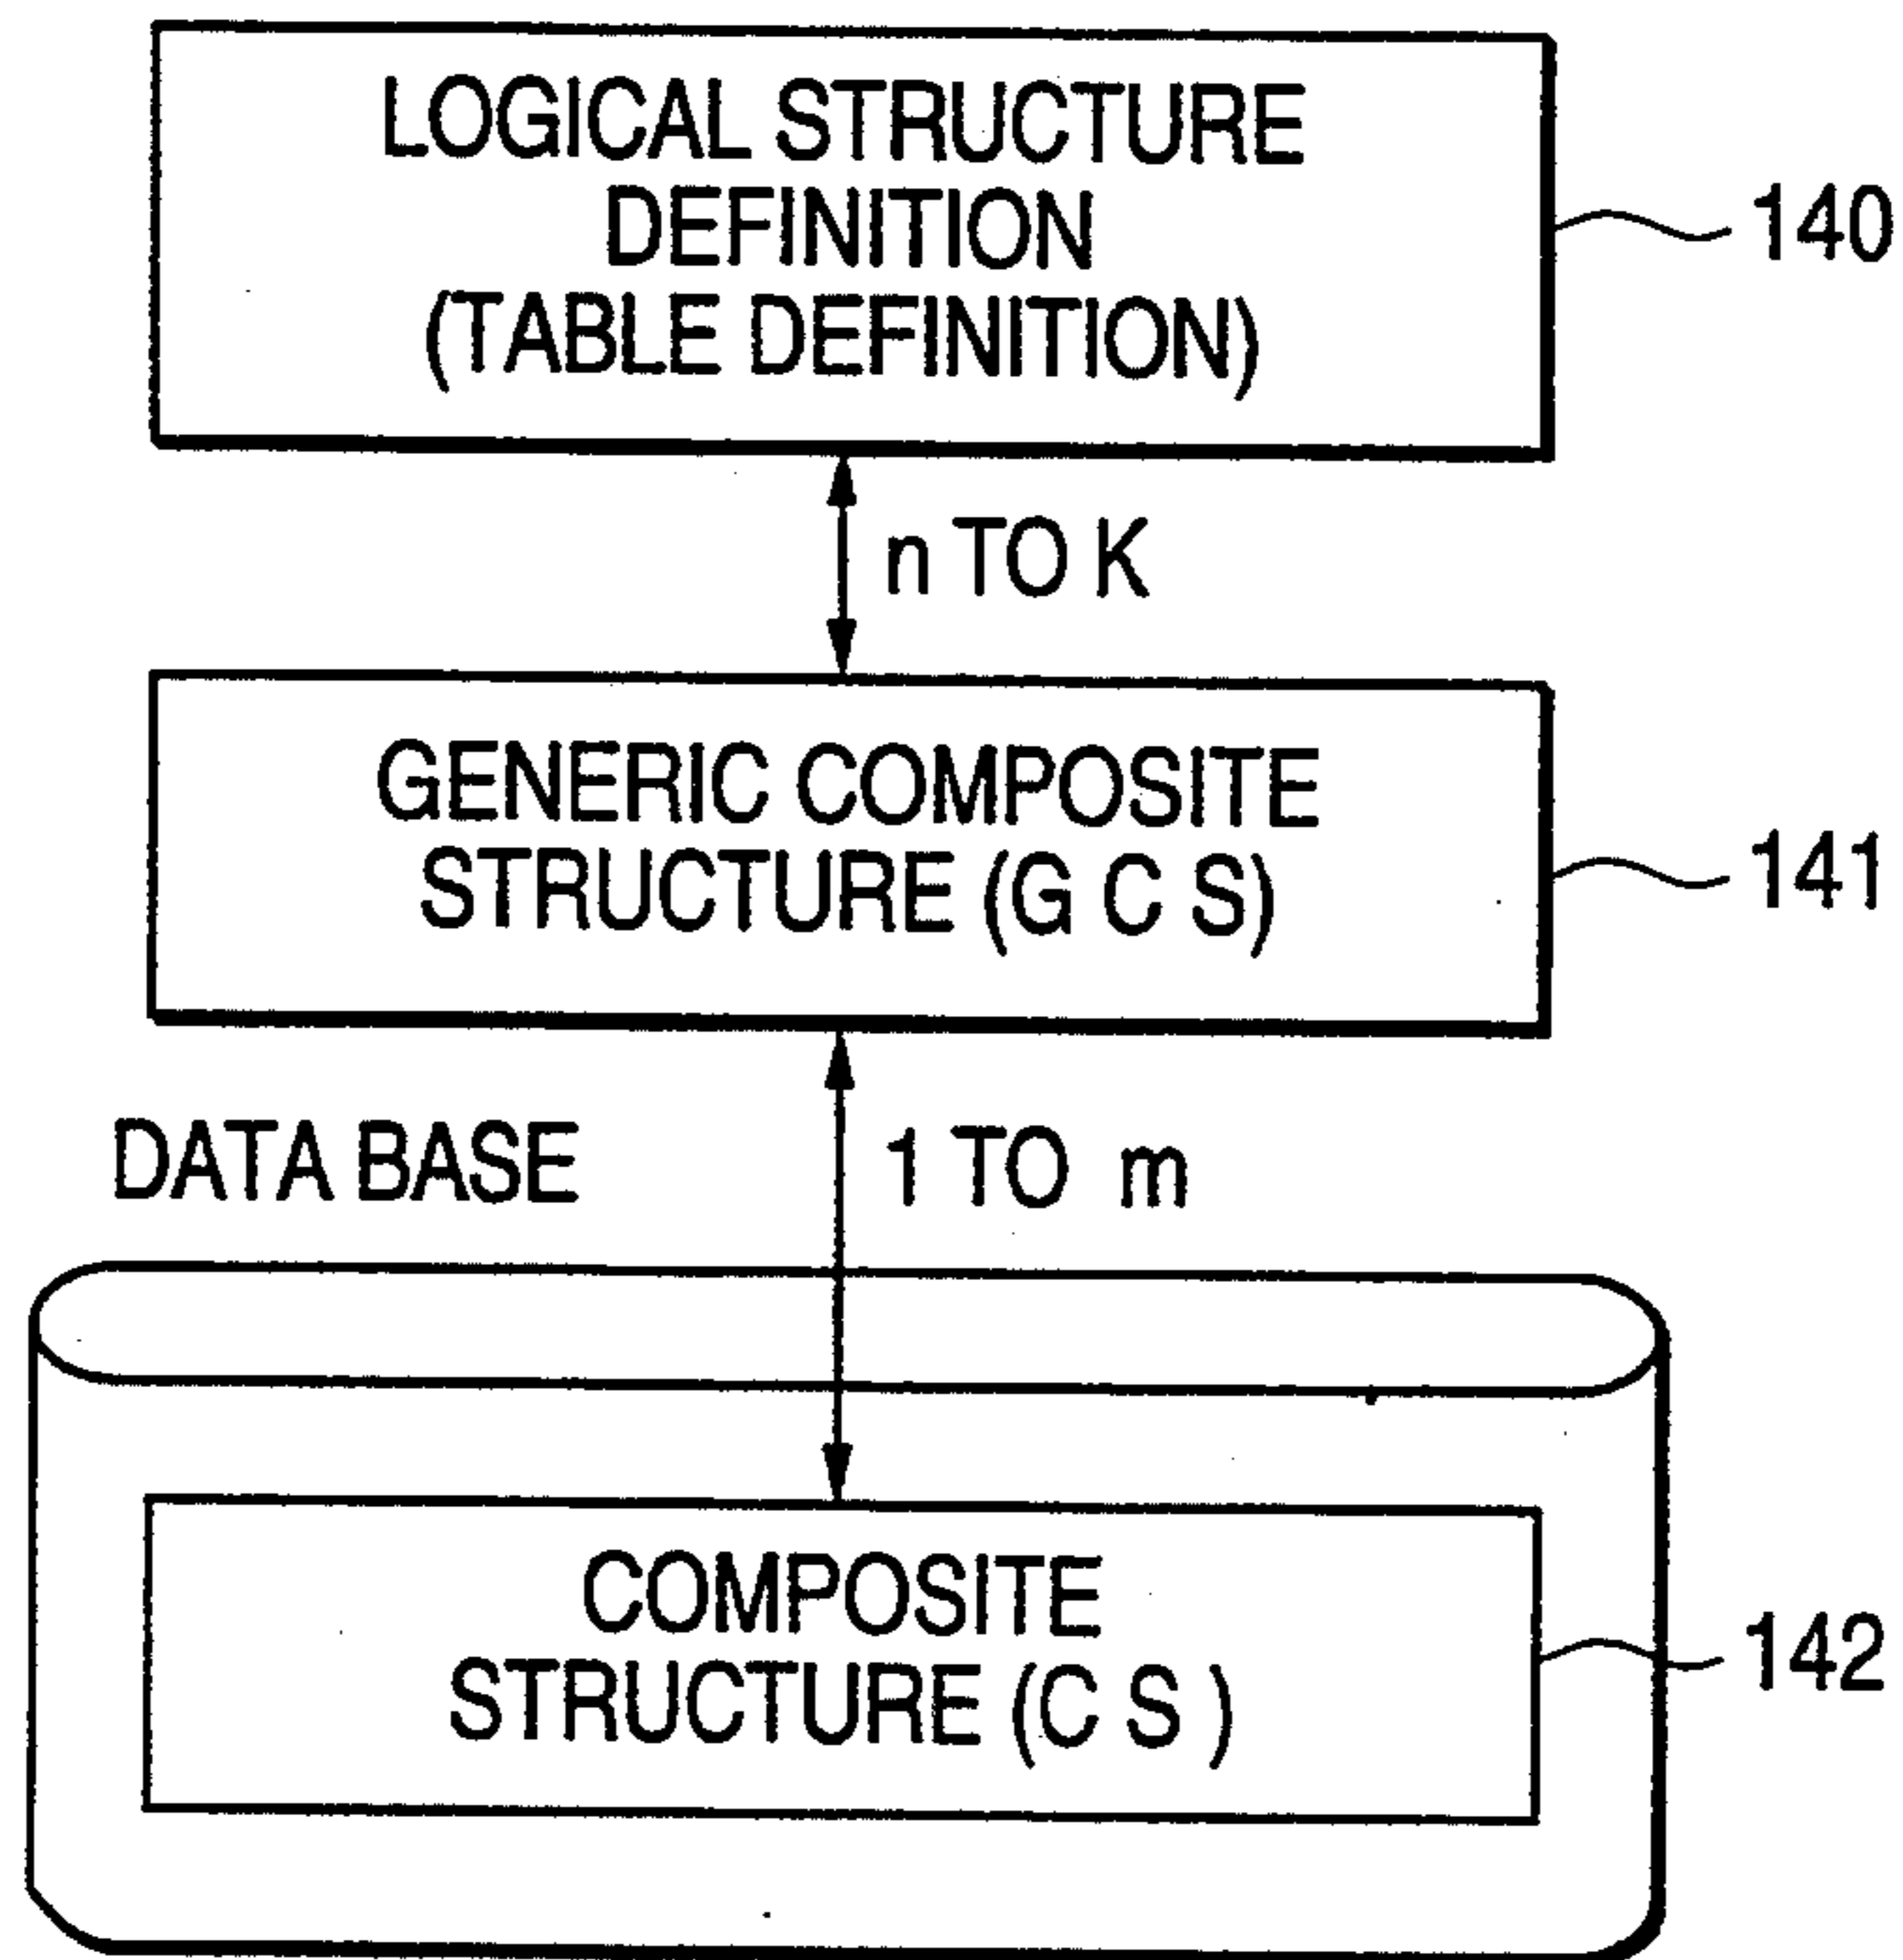 LOGICAL STRUCTURE
DEFINITION
(TABLE DEFINITION)
140
n TO K
GENERIC COMPOSITE
STRUCTURE (G C S)
141
DATA BASE
1 TO m
COMPOSITE
STRUCTURE (C S )
142